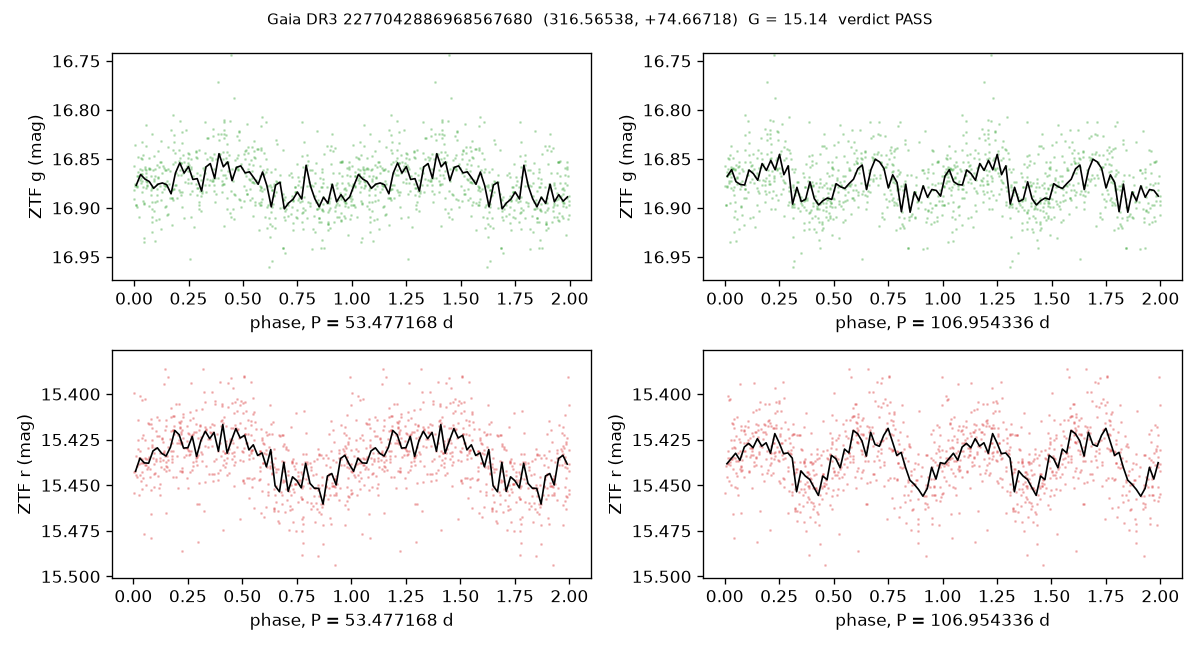 Gaia DR3 2277042886968567680 (316.56538, +74.66718) G = 15.14 verdict PASS
ZTF g (mag)
16.75
16.80
16.85
16.90
16.95
0.00 0.25 0.50 0.75 1.00 1.25 1.50 1.75 2.00
phase, P = 53.477168 d
ZTF g (mag)
16.75
16.80
16.85
16.90
16.95
0.00 0.25 0.50 0.75 1.00 1.25 1.50 1.75 2.00
phase, P = 106.954336 d
ZTF r (mag)
15.400
15.425
15.450
15.475
15.500
0.00 0.25 0.50 0.75 1.00 1.25 1.50 1.75 2.00
phase, P = 53.477168 d
ZTF r (mag)
15.400
15.425
15.450
15.475
15.500
0.00 0.25 0.50 0.75 1.00 1.25 1.50 1.75 2.00
phase, P = 106.954336 d